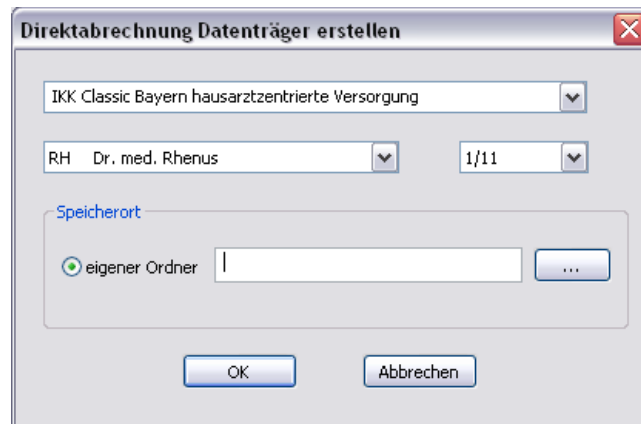 Direktabrechnung Datenträger erstellen
IKK Classic Bayern hausarztzentrierte Versorgung
RH Dr. med. Rhenus 1/11
Speicherort
eigener Ordner ...
OK Abbrechen